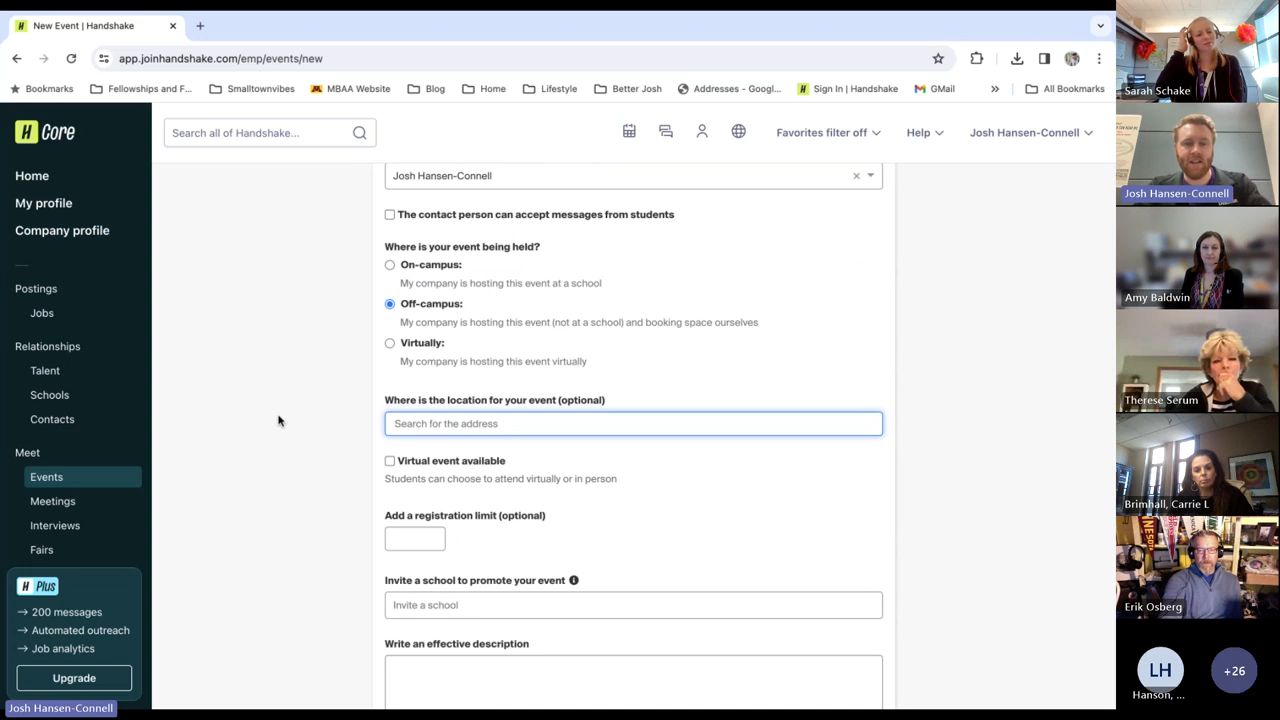 New Event | Handshake
app.joinhandshake.com/emp/events/new
Bookmarks
Fellowships and F...
Smalltownvibes
MBAA Website
Blog
Home
Lifestyle
Better Josh
Addresses - Googl...
Sign In | Handshake
GMail
All Bookmarks
H Core
Search all of Handshake...
Favorites filter off
Help
Josh Hansen-Connell
Home
My profile
Company profile
Postings
Jobs
Relationships
Talent
Schools
Contacts
Meet
Events
Meetings
Interviews
Fairs
H Plus
→ 200 messages
→ Automated outreach
→ Job analytics
Upgrade
Josh Hansen-Connell
Josh Hansen-Connell
The contact person can accept messages from students
Where is your event being held?
On-campus:
My company is hosting this event at a school
Off-campus:
My company is hosting this event (not at a school) and booking space ourselves
Virtually:
My company is hosting this event virtually
Where is the location for your event (optional)
Search for the address
Virtual event available
Students can choose to attend virtually or in person
Add a registration limit (optional)
Invite a school to promote your event
Invite a school
Write an effective description
Sarah Schake
Josh Hansen-Connell
Amy Baldwin
Therese Serum
Brimhall, Carrie L
Erik Osberg
LH
Hanson, ...
+26